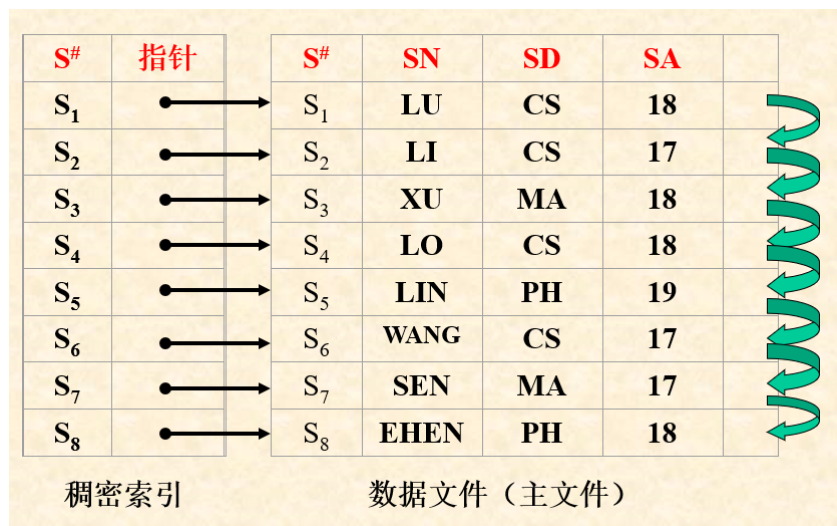 S# 指针 S# SN SD SA
S1 S1 LU CS 18
S2 S2 LI CS 17
S3 S3 XU MA 18
S4 S4 LO CS 18
S5 S5 LIN PH 19
S6 S6 WANG CS 17
S7 S7 SEN MA 17
S8 S8 EHEN PH 18
稠密索引 数据文件（主文件）